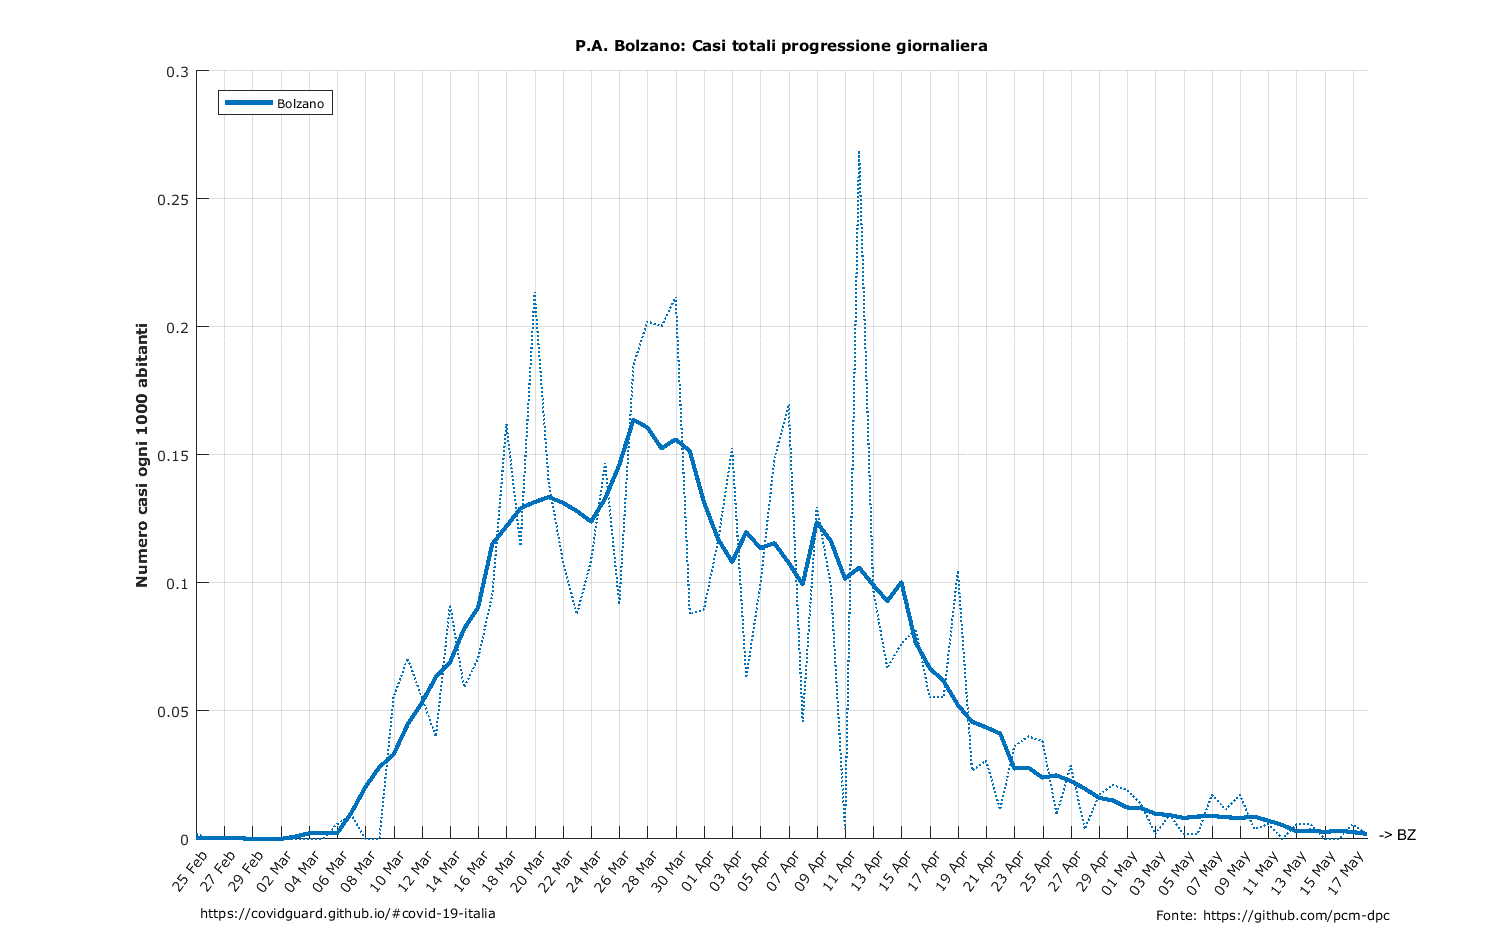 P.A. Bolzano: Casi totali progressione giornaliera
Bolzano
Numero casi ogni 1000 abitanti
0.3
0.25
0.2
0.15
0.1
0.05
0
25 Feb
27 Feb
29 Feb
02 Mar
04 Mar
06 Mar
08 Mar
10 Mar
12 Mar
14 Mar
16 Mar
18 Mar
20 Mar
22 Mar
24 Mar
26 Mar
28 Mar
30 Mar
01 Apr
03 Apr
05 Apr
07 Apr
09 Apr
11 Apr
13 Apr
15 Apr
17 Apr
19 Apr
21 Apr
23 Apr
25 Apr
27 Apr
29 Apr
01 May
03 May
05 May
07 May
09 May
11 May
13 May
15 May
17 May
-> BZ
https://covidguard.github.io/#covid-19-italia
Fonte: https://github.com/pcm-dpc